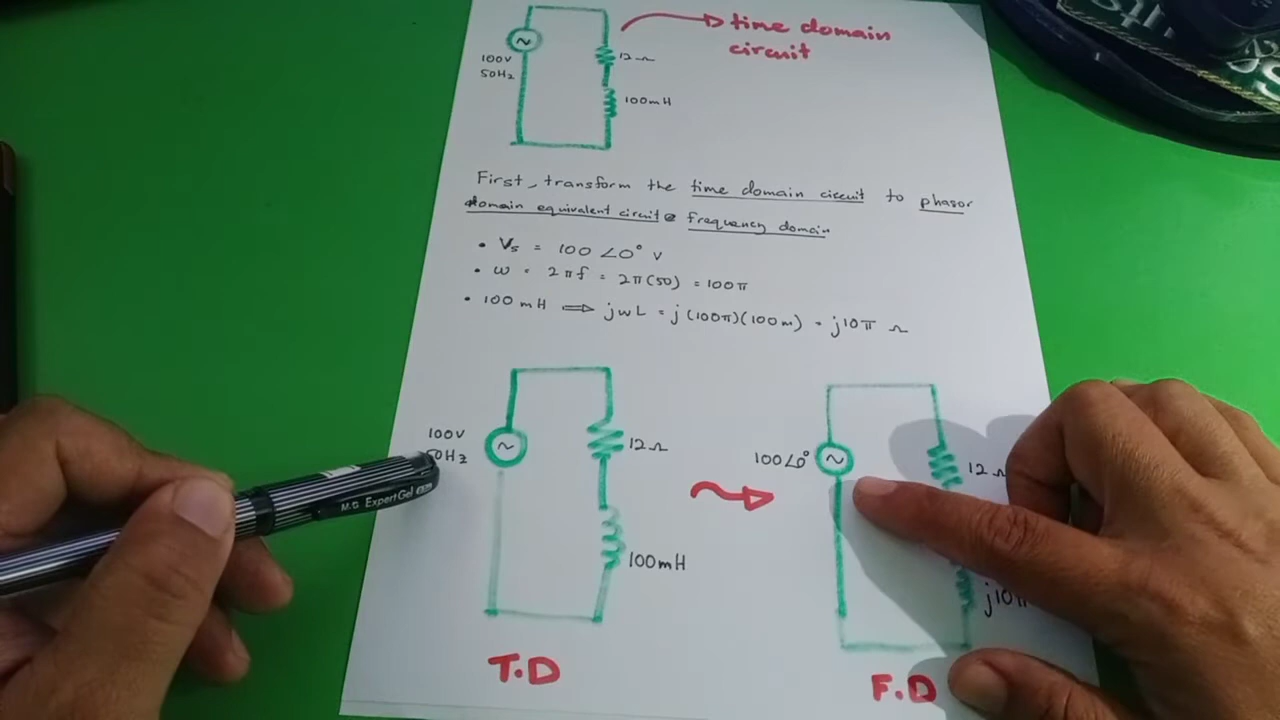 time domain
circuit
100V
50Hz
12Ω
100mH
First, transform the time domain circuit to phasor
domain equivalent circuit @ frequency domain
• Vs = 100 ∠0° V
• ω = 2πf = 2π(50) = 100π
• 100 mH ⟹ jωL = j(100π)(100m) = j10π Ω
100V
50Hz
12Ω
100mH
T.D
100∠0°
12Ω
j10π
F.D
M.G ExpertGel